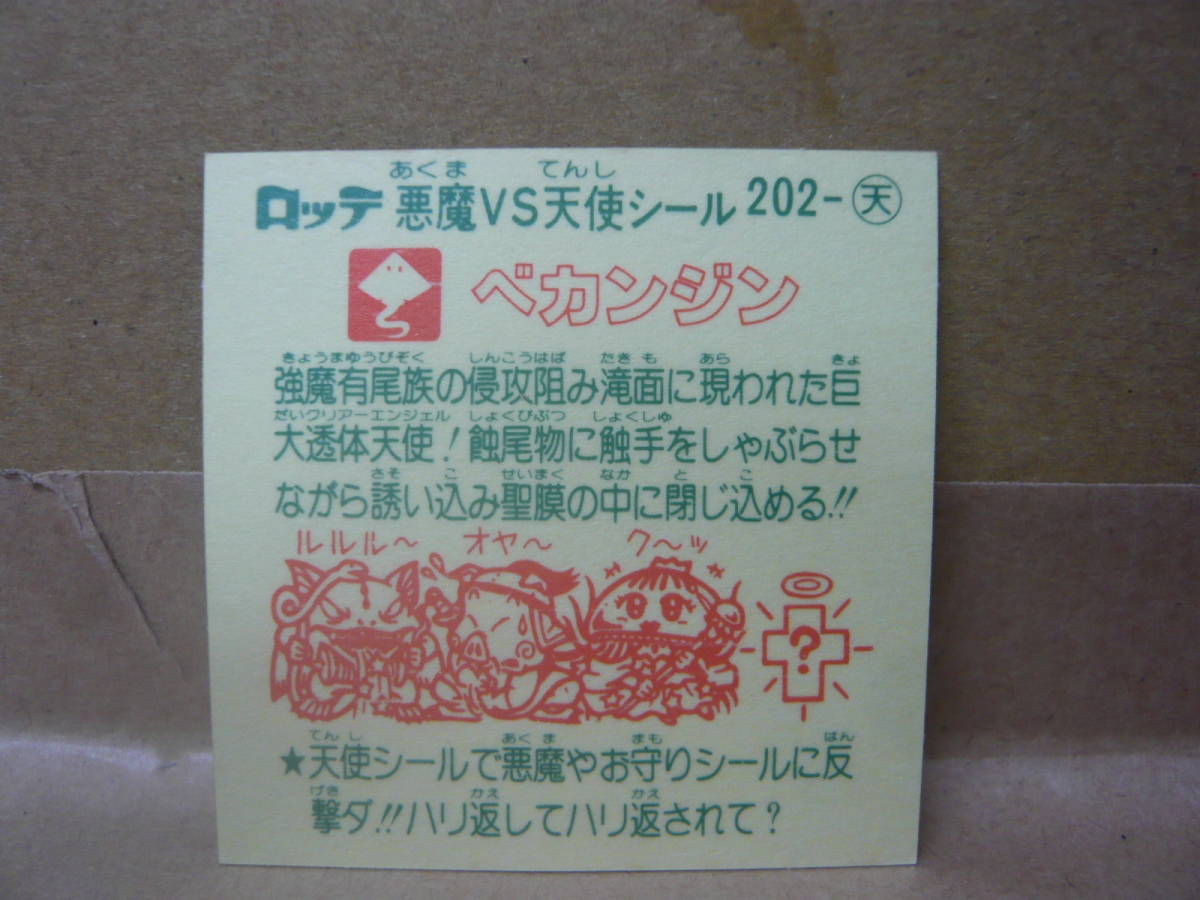 あくま てんし
ロッテ 悪魔VS天使シール 202-天
ベカンジン
きょうまゆうびぞく しんこうはば たきも あら きょ
強魔有尾族の侵攻阻み滝面に現われた巨
だいクリアーエンジェル しょくびぶつ しょくしゅ
大透体天使!蝕尾物に触手をしゃぶらせ
さそ こ せいまく なか と こ
ながら誘い込み聖膜の中に閉じ込める!!
ルルル〜 オヤ〜 ク〜ッ
?
てんし あくま まも はん
★天使シールで悪魔やお守りシールに反
げき かえ かえ
撃ダ!!ハリ返してハリ返されて?